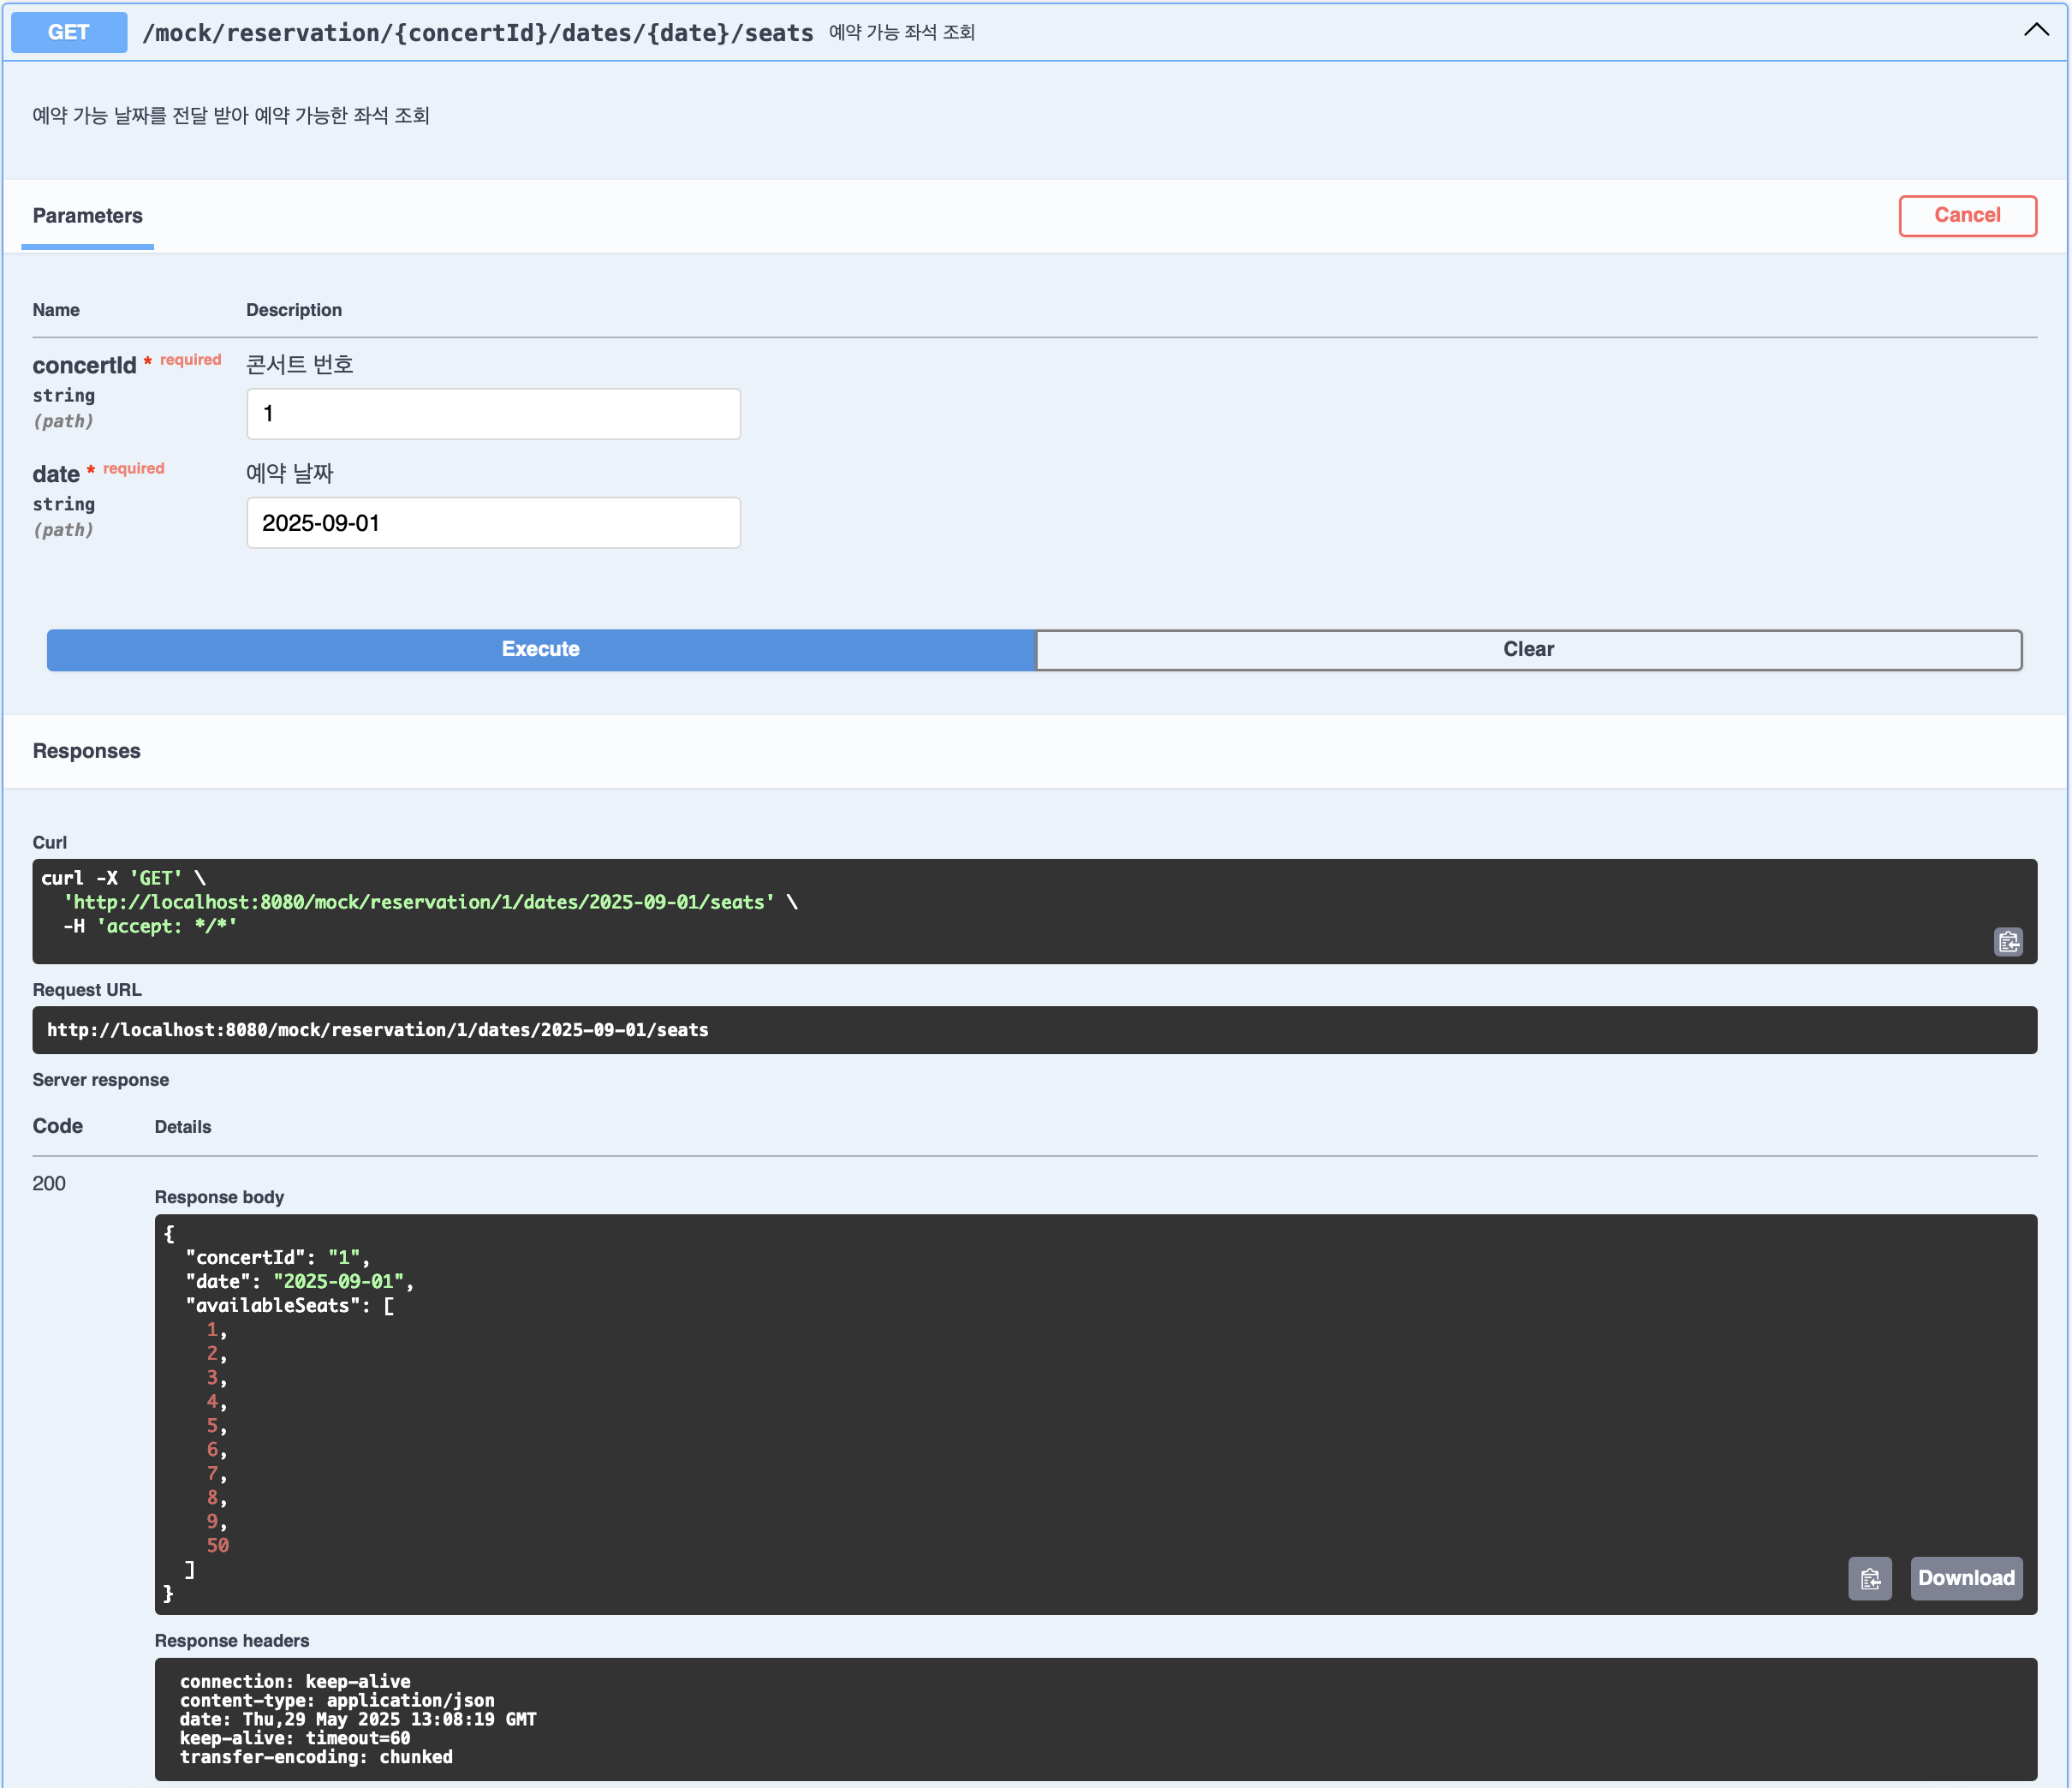 GET /mock/reservation/{concertId}/dates/{date}/seats 예약 가능 좌석 조회
예약 가능 날짜를 전달 받아 예약 가능한 좌석 조회
Parameters
Cancel
Name Description
concertId * required 콘서트 번호
string
(path)
1
date * required 예약 날짜
string
(path)
2025-09-01
Execute Clear
Responses
Curl
curl -X 'GET' \
'http://localhost:8080/mock/reservation/1/dates/2025-09-01/seats' \
-H 'accept: */*'
Request URL
http://localhost:8080/mock/reservation/1/dates/2025-09-01/seats
Server response
Code Details
200
Response body
{
"concertId": "1",
"date": "2025-09-01",
"availableSeats": [
1,
2,
3,
4,
5,
6,
7,
8,
9,
50
]
}
Download
Response headers
connection: keep-alive
content-type: application/json
date: Thu,29 May 2025 13:08:19 GMT
keep-alive: timeout=60
transfer-encoding: chunked